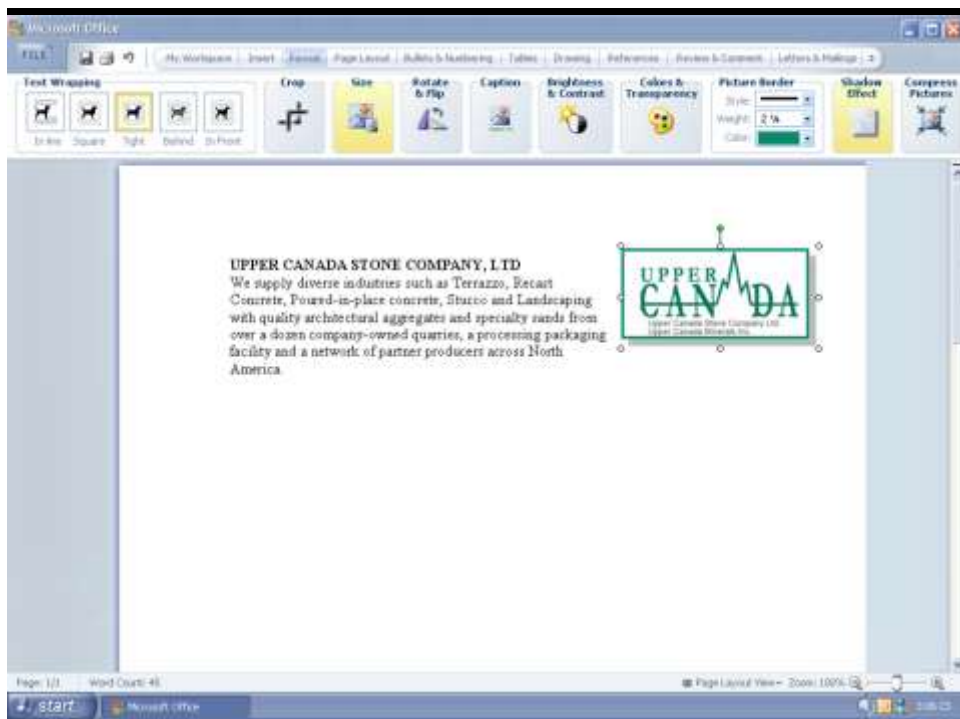 Microsoft Office
FILE
My Workspace Insert Format Page Layout Bullets & Numbering Tables Drawing References Review & Comment Letters & Mailings
Text Wrapping
Crop
Size
Rotate & Flip
Caption
Brightness & Contrast
Colors & Transparency
Picture Border
Shadow Effect
Compress Pictures
Style:
Weight: 2 ¼
Color:
In line Square Tight Behind In Front
UPPER CANADA STONE COMPANY, LTD
We supply diverse industries such as Terrazzo, Recast
Concrete, Poured-in-place concrete, Stucco and Landscaping
with quality architectural aggregates and specialty sands from
over a dozen company-owned quarries, a processing packaging
facility and a network of partner producers across North
America
UPPER
CANADA
Upper Canada Stone Company Ltd.
Upper Canada Minerals Inc.
Page: 1/1 Word Count: 48
Page Layout View Zoom: 100%
start
Microsoft Office